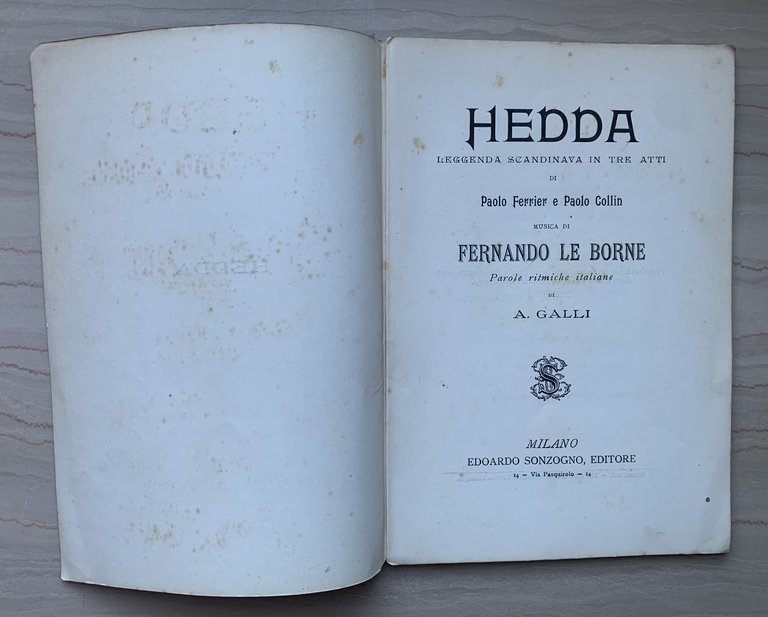 HEDDA
LEGGENDA SCANDINAVA IN TRE ATTI
DI
Paolo Ferrier e Paolo Collin
MUSICA DI
FERNANDO LE BORNE
Parole ritmiche italiane
DI
A. GALLI
MILANO
EDOARDO SONZOGNO, EDITORE
14 — Via Pasquirolo — 14